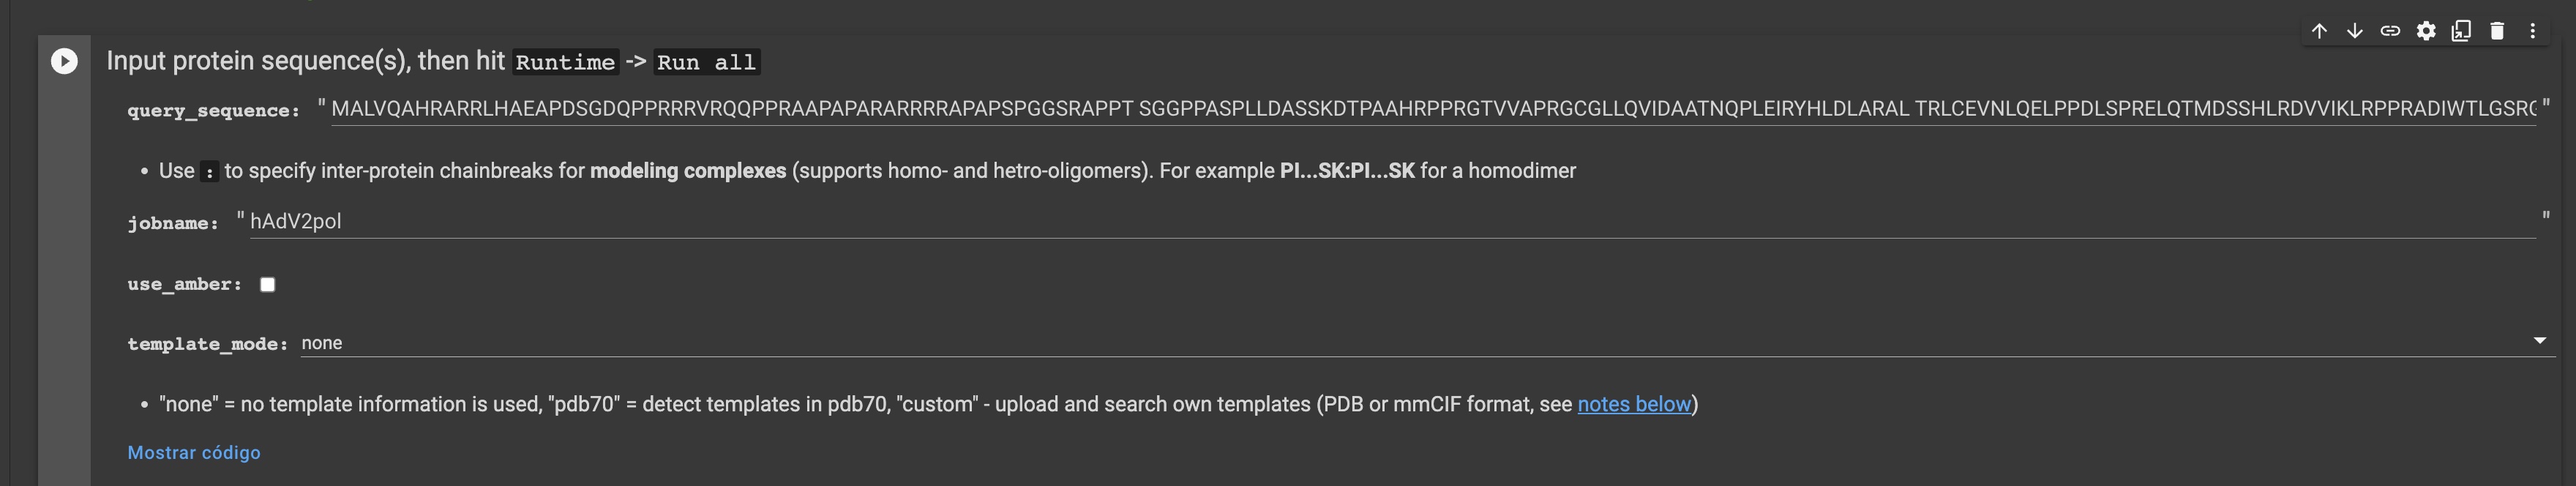 Input protein sequence(s), then hit Runtime -> Run all
query_sequence: " MALVQAHRARRLHAEAPDSGDQPPRRRVRQQPPRAAPAPARARRRRAPAPSPGGSRAPPT SGGPPASPLLDASSKDTPAAHRPPRGTVVAPRGCGLLQVIDAATNQPLEIRYHLDLARAL TRLCEVNLQELPPDLSPRELQTMDSSHLRDVVIKLRPPRADIWTLGSR "
• Use : to specify inter-protein chainbreaks for modeling complexes (supports homo- and hetro-oligomers). For example PI...SK:PI...SK for a homodimer
jobname: " hAdV2pol "
use_amber:
template_mode: none
• "none" = no template information is used, "pdb70" = detect templates in pdb70, "custom" - upload and search own templates (PDB or mmCIF format, see notes below)
Mostrar código